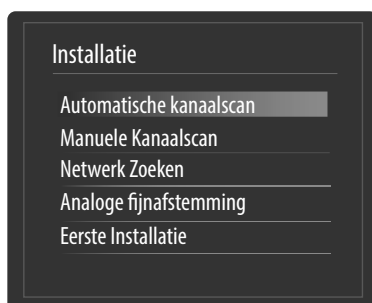 Installatie
Automatische kanaalscan
Manuele Kanaalscan
Netwerk Zoeken
Analoge fijnafstemming
Eerste Installatie